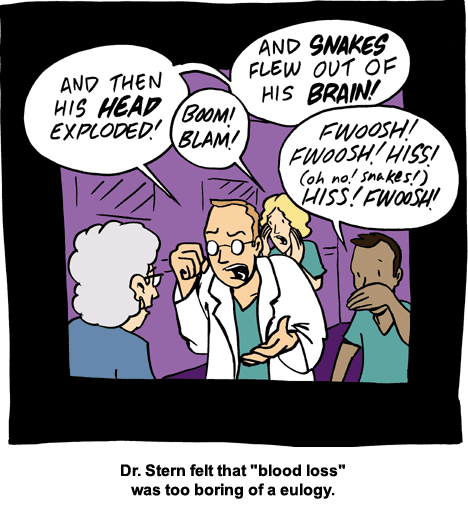 AND THEN
HIS HEAD
EXPLODED!
AND SNAKES
FLEW OUT OF
HIS BRAIN!
BOOM!
BLAM!
FWOOSH!
FWOOSH! HISS!
(oh no! snakes!)
HISS! FWOOSH!
Dr. Stern felt that "blood loss"
was too boring of a eulogy.